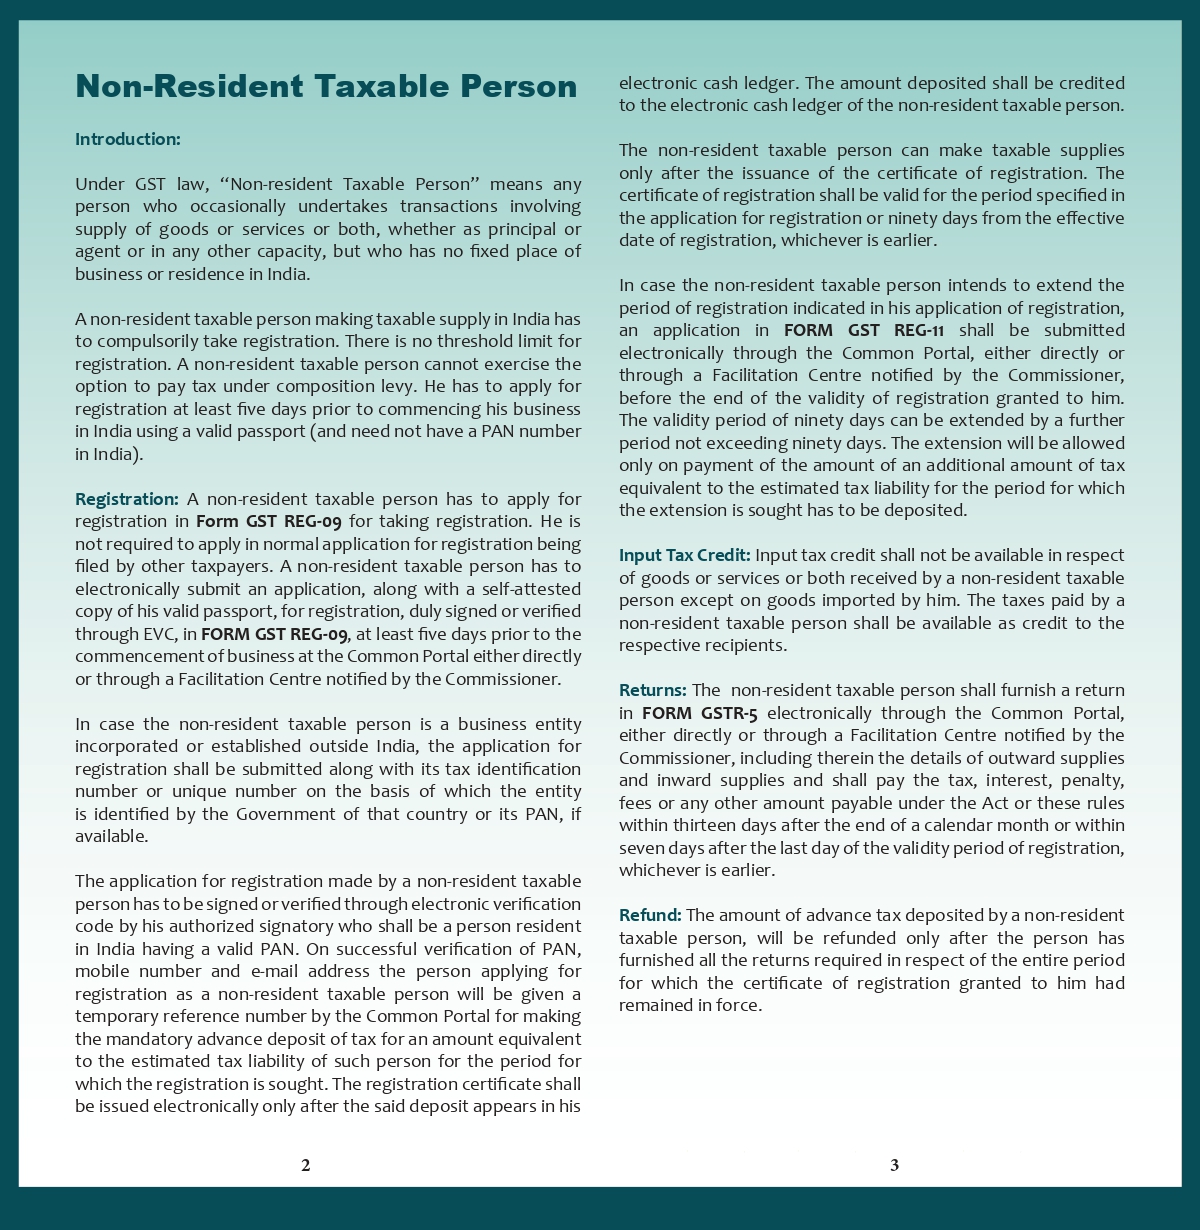 Non-Resident Taxable Person
Introduction:
Under GST law, “Non-resident Taxable Person” means any
person who occasionally undertakes transactions involving
supply of goods or services or both, whether as principal or
agent or in any other capacity, but who has no fixed place of
business or residence in India.
A non-resident taxable person making taxable supply in India has
to compulsorily take registration. There is no threshold limit for
registration. A non-resident taxable person cannot exercise the
option to pay tax under composition levy. He has to apply for
registration at least five days prior to commencing his business
in India using a valid passport (and need not have a PAN number
in India).
Registration: A non-resident taxable person has to apply for
registration in Form GST REG-09 for taking registration. He is
not required to apply in normal application for registration being
filed by other taxpayers. A non-resident taxable person has to
electronically submit an application, along with a self-attested
copy of his valid passport, for registration, duly signed or verified
through EVC, in FORM GST REG-09, at least five days prior to the
commencement of business at the Common Portal either directly
or through a Facilitation Centre notified by the Commissioner.
In case the non-resident taxable person is a business entity
incorporated or established outside India, the application for
registration shall be submitted along with its tax identification
number or unique number on the basis of which the entity
is identified by the Government of that country or its PAN, if
available.
The application for registration made by a non-resident taxable
person has to be signed or verified through electronic verification
code by his authorized signatory who shall be a person resident
in India having a valid PAN. On successful verification of PAN,
mobile number and e-mail address the person applying for
registration as a non-resident taxable person will be given a
temporary reference number by the Common Portal for making
the mandatory advance deposit of tax for an amount equivalent
to the estimated tax liability of such person for the period for
which the registration is sought. The registration certificate shall
be issued electronically only after the said deposit appears in his
2
electronic cash ledger. The amount deposited shall be credited
to the electronic cash ledger of the non-resident taxable person.
The non-resident taxable person can make taxable supplies
only after the issuance of the certificate of registration. The
certificate of registration shall be valid for the period specified in
the application for registration or ninety days from the effective
date of registration, whichever is earlier.
In case the non-resident taxable person intends to extend the
period of registration indicated in his application of registration,
an application in FORM GST REG-11 shall be submitted
electronically through the Common Portal, either directly or
through a Facilitation Centre notified by the Commissioner,
before the end of the validity of registration granted to him.
The validity period of ninety days can be extended by a further
period not exceeding ninety days. The extension will be allowed
only on payment of the amount of an additional amount of tax
equivalent to the estimated tax liability for the period for which
the extension is sought has to be deposited.
Input Tax Credit: Input tax credit shall not be available in respect
of goods or services or both received by a non-resident taxable
person except on goods imported by him. The taxes paid by a
non-resident taxable person shall be available as credit to the
respective recipients.
Returns: The non-resident taxable person shall furnish a return
in FORM GSTR-5 electronically through the Common Portal,
either directly or through a Facilitation Centre notified by the
Commissioner, including therein the details of outward supplies
and inward supplies and shall pay the tax, interest, penalty,
fees or any other amount payable under the Act or these rules
within thirteen days after the end of a calendar month or within
seven days after the last day of the validity period of registration,
whichever is earlier.
Refund: The amount of advance tax deposited by a non-resident
taxable person, will be refunded only after the person has
furnished all the returns required in respect of the entire period
for which the certificate of registration granted to him had
remained in force.
3